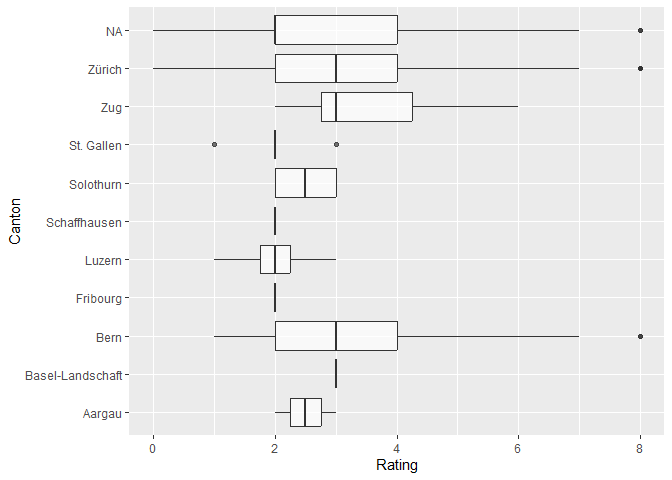 NA
Zürich
Zug
St. Gallen
Solothurn
Schaffhausen
Luzern
Fribourg
Bern
Basel-Landschaft
Aargau
Canton
0 2 4 6 8
Rating